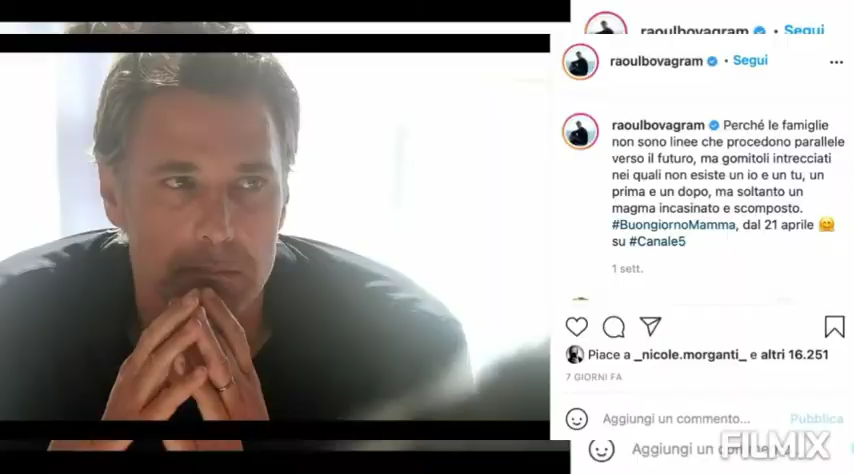 raoulbovagram • Segui
raoulbovagram • Segui
raoulbovagram Perché le famiglie
non sono linee che procedono parallele
verso il futuro, ma gomitoli intrecciati
nei quali non esiste un io e un tu, un
prima e un dopo, ma soltanto un
magma incasinato e scomposto.
#BuongiornoMamma, dal 21 aprile 🤗
su #Canale5
1 sett.
Piace a _nicole.morganti_ e altri 16.251
7 GIORNI FA
Aggiungi un commento... Pubblica
Aggiungi un
FILMIX